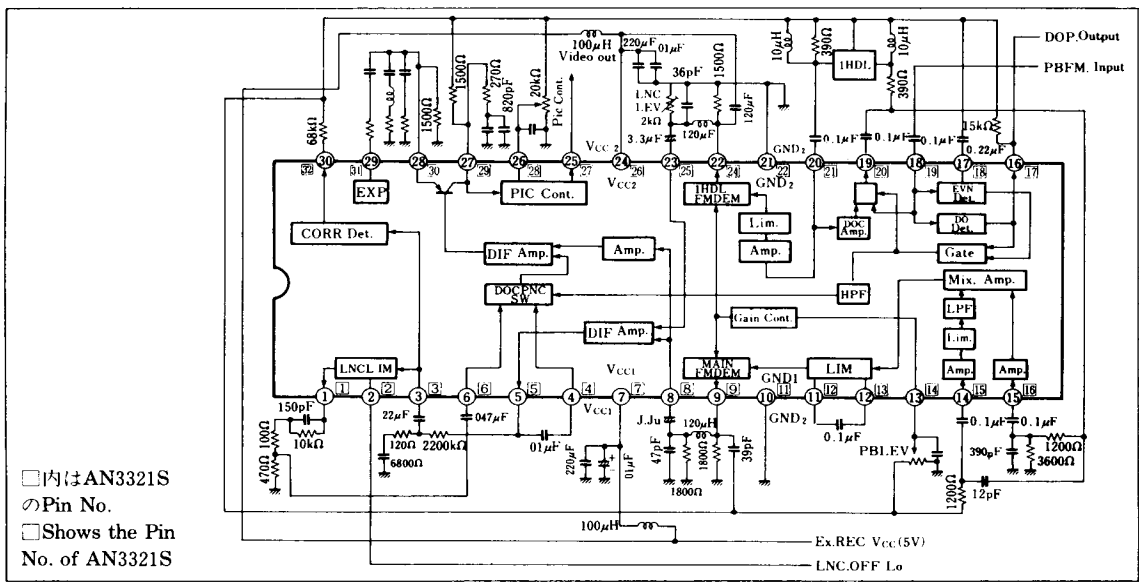 100μH
Video out
220μF
01μF
36pF
1500Ω
LNC
LEV
2kΩ
120μH
120μF
3.3μF
10μH
390Ω
1HDL
10μH
390Ω
DOP.Output
PBFM. Input
68kΩ
1500Ω
1500Ω
270Ω
820pF
20kΩ
Pic Cont.
VCC 2
GND2
0.1μF
0.1μF
0.1μF
0.22μF
15kΩ
30 29 28 27 26 25 24 23 22 21 20 19 18 17 16
32 31 30 29 28 27 26 25 24 22 21 20 19 18 17
VCC2
GND2
EXP
PIC Cont.
1HDL
FMDEM
Lim.
Amp.
DOC
Amp.
EVN
Det.
DO
Det.
Gate
CORR Det.
DIF Amp.
Amp.
Mix. Amp.
DOCPNC
SW
HPF
LPF
Lim.
Gain Cont.
DIF Amp.
LNCL IM
VCC1
MAIN
FMDEM
GND1
LIM
Amp.
Amp.
1 2 3 6 5 4 7 8 9 10 11 12 13 14 15
1 2 3 6 5 4 7 8 9 11 12 13 14 15 16
VCC1
GND2
150pF
10kΩ
100Ω
470Ω
22μF
047μF
120Ω
2200kΩ
6800Ω
01μF
220μF
01μF
J.Ju
120μH
47pF
1800Ω
1800Ω
39pF
0.1μF
PB1.EV
0.1μF
0.1μF
390pF
1200Ω
3600Ω
1200Ω
12pF
100μH
Ex.REC VCC(5V)
LNC.OFF Lo
□内はAN3321S
のPin No.
□Shows the Pin
No. of AN3321S